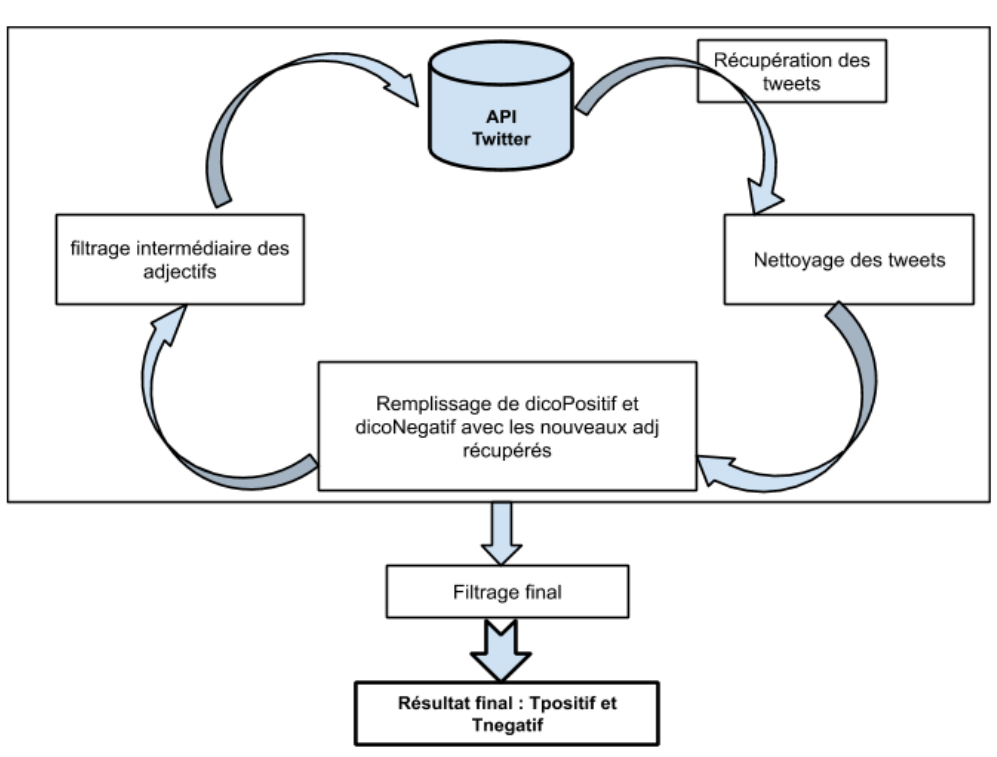 API
Twitter
Récupération des
tweets
filtrage intermédiaire des
adjectifs
Nettoyage des tweets
Remplissage de dicoPositif et
dicoNegatif avec les nouveaux adj
récupérés
Filtrage final
Résultat final : Tpositif et
Tnegatif